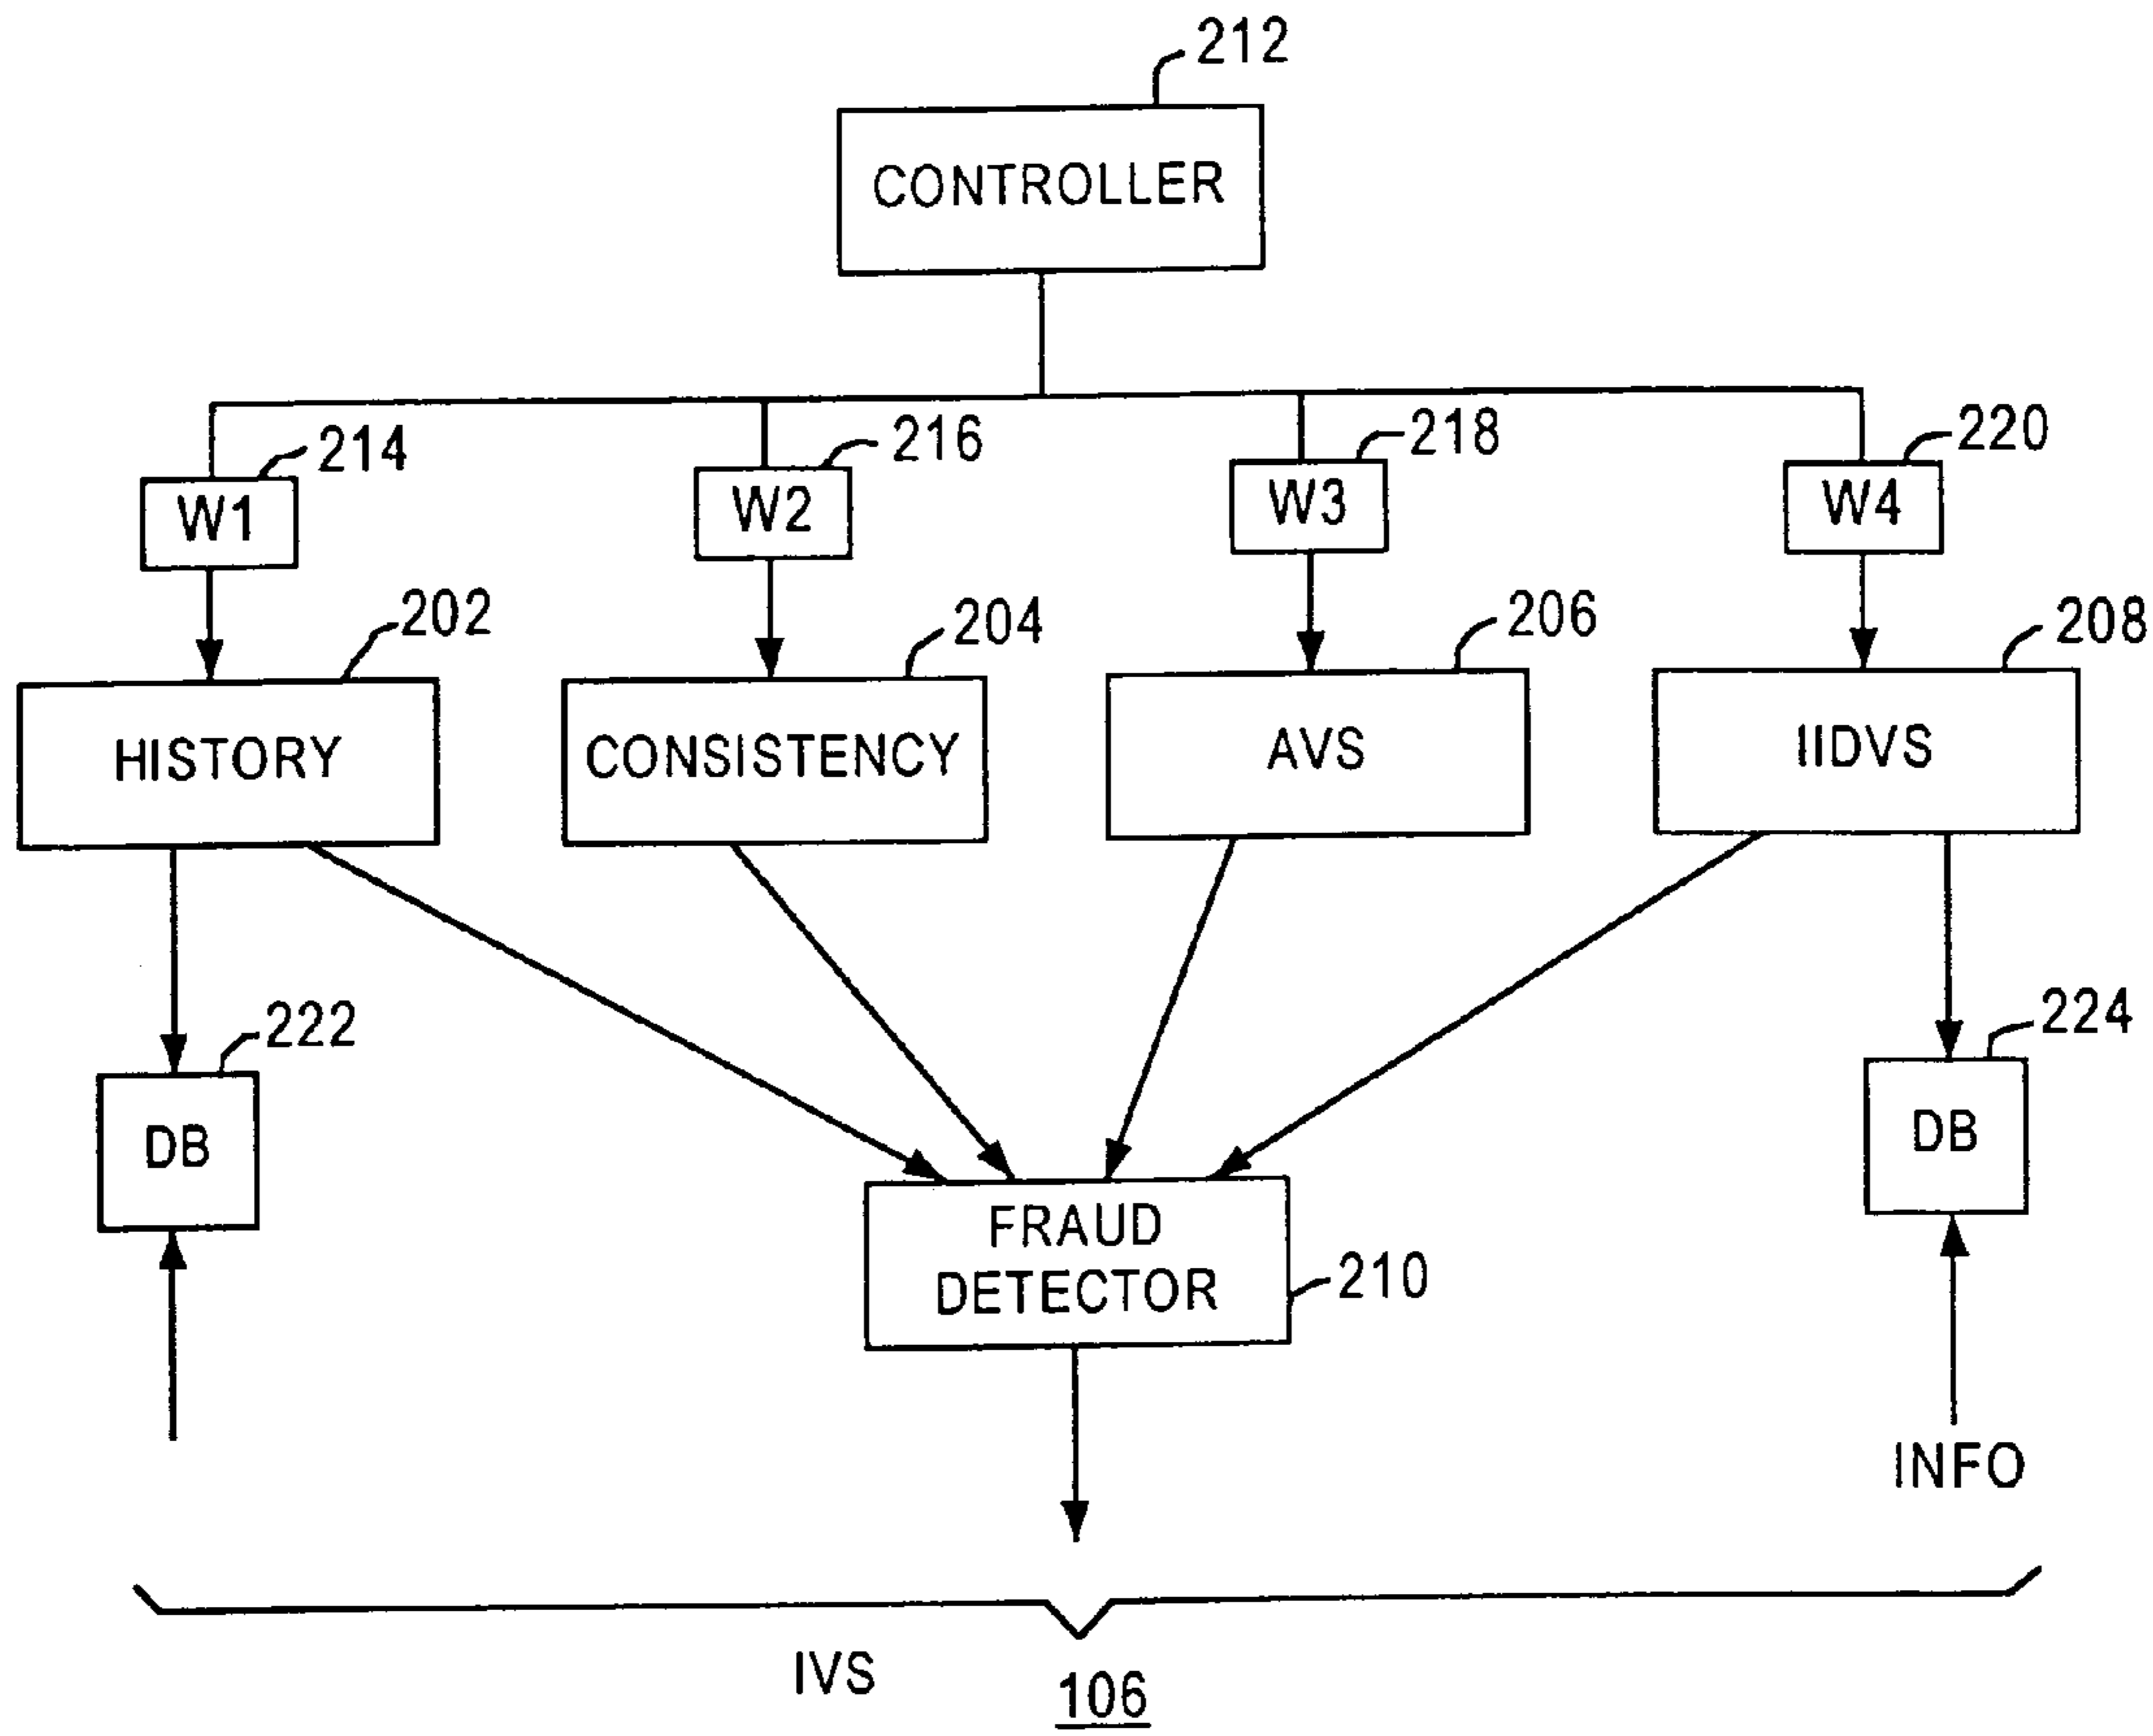 212
CONTROLLER
214
216
218
220
W1
W2
W3
W4
202
204
206
208
HISTORY
CONSISTENCY
AVS
IIDVS
222
224
DB
DB
FRAUD
DETECTOR
210
INFO
IVS
106